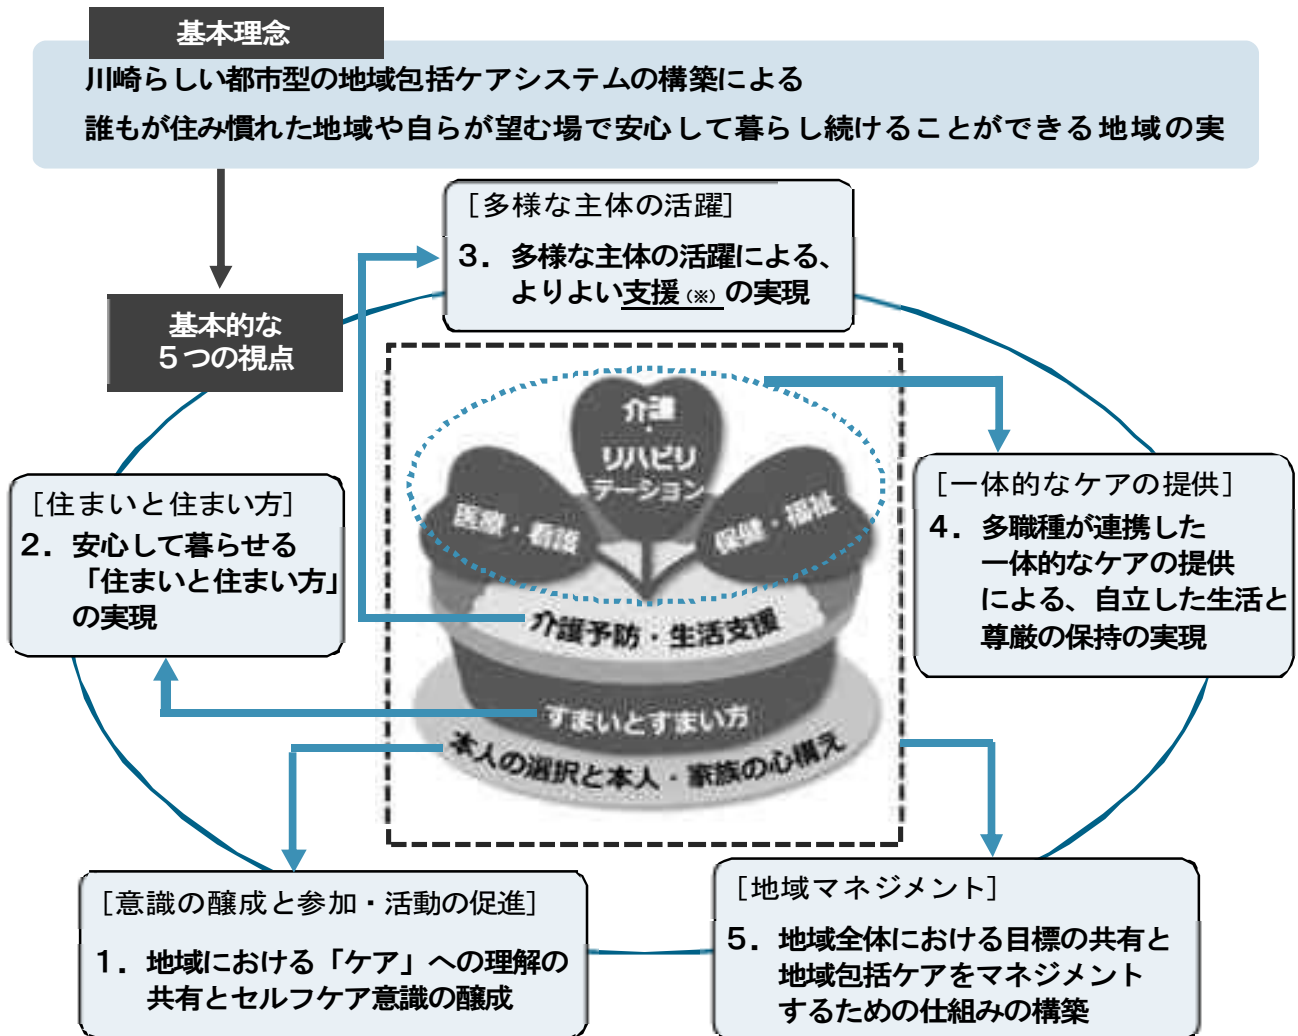 基本理念
川崎らしい都市型の地域包括ケアシステムの構築による
誰もが住み慣れた地域や自らが望む場で安心して暮らし続けることができる地域の実
基本的な
５つの視点
［多様な主体の活躍］
３．多様な主体の活躍による、
よりよい支援（※）の実現
［住まいと住まい方］
２．安心して暮らせる
「住まいと住まい方」
の実現
介護
・
リハビリ
テーション
医療・看護
保健・福祉
介護予防・生活支援
すまいとすまい方
本人の選択と本人・家族の心構え
［一体的なケアの提供］
４．多職種が連携した
一体的なケアの提供
による、自立した生活と
尊厳の保持の実現
［意識の醸成と参加・活動の促進］
１．地域における「ケア」への理解の
共有とセルフケア意識の醸成
［地域マネジメント］
５．地域全体における目標の共有と
地域包括ケアをマネジメント
するための仕組みの構築